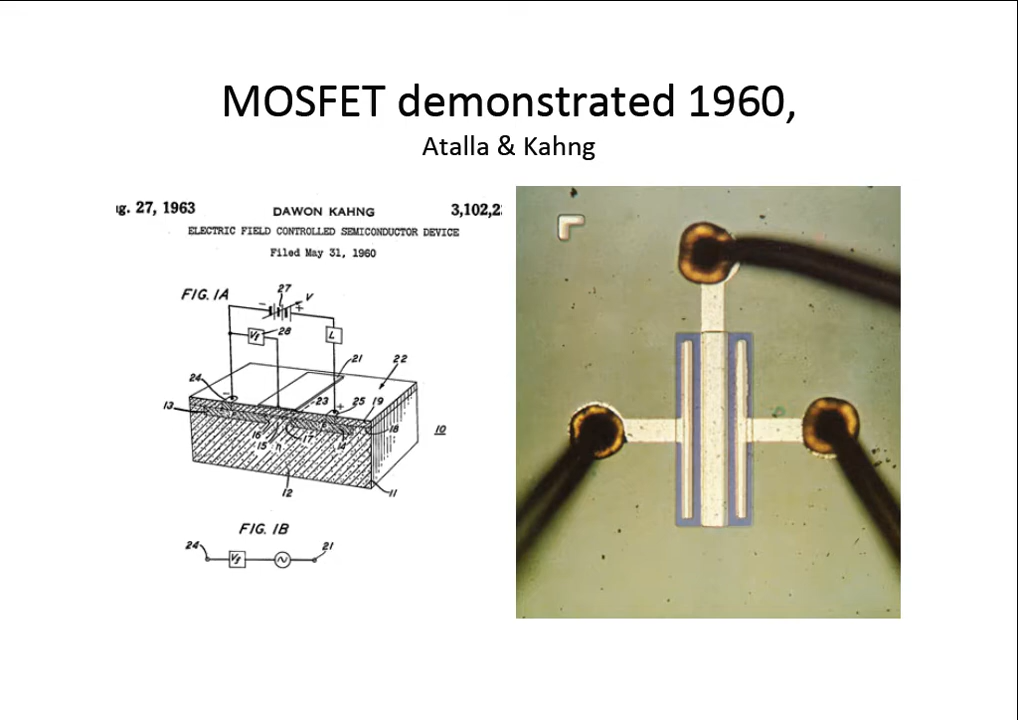 MOSFET demonstrated 1960,
Atalla & Kahng
ıg. 27, 1963
DAWON KAHNG
3,102,2
ELECTRIC FIELD CONTROLLED SEMICONDUCTOR DEVICE
Filed May 31, 1960
FIG. 1A
27
V
− +
28
L
21
22
24
−
23
25
+
19
13
18
10
16
15
n
17
14
12
11
FIG. 1B
24
21